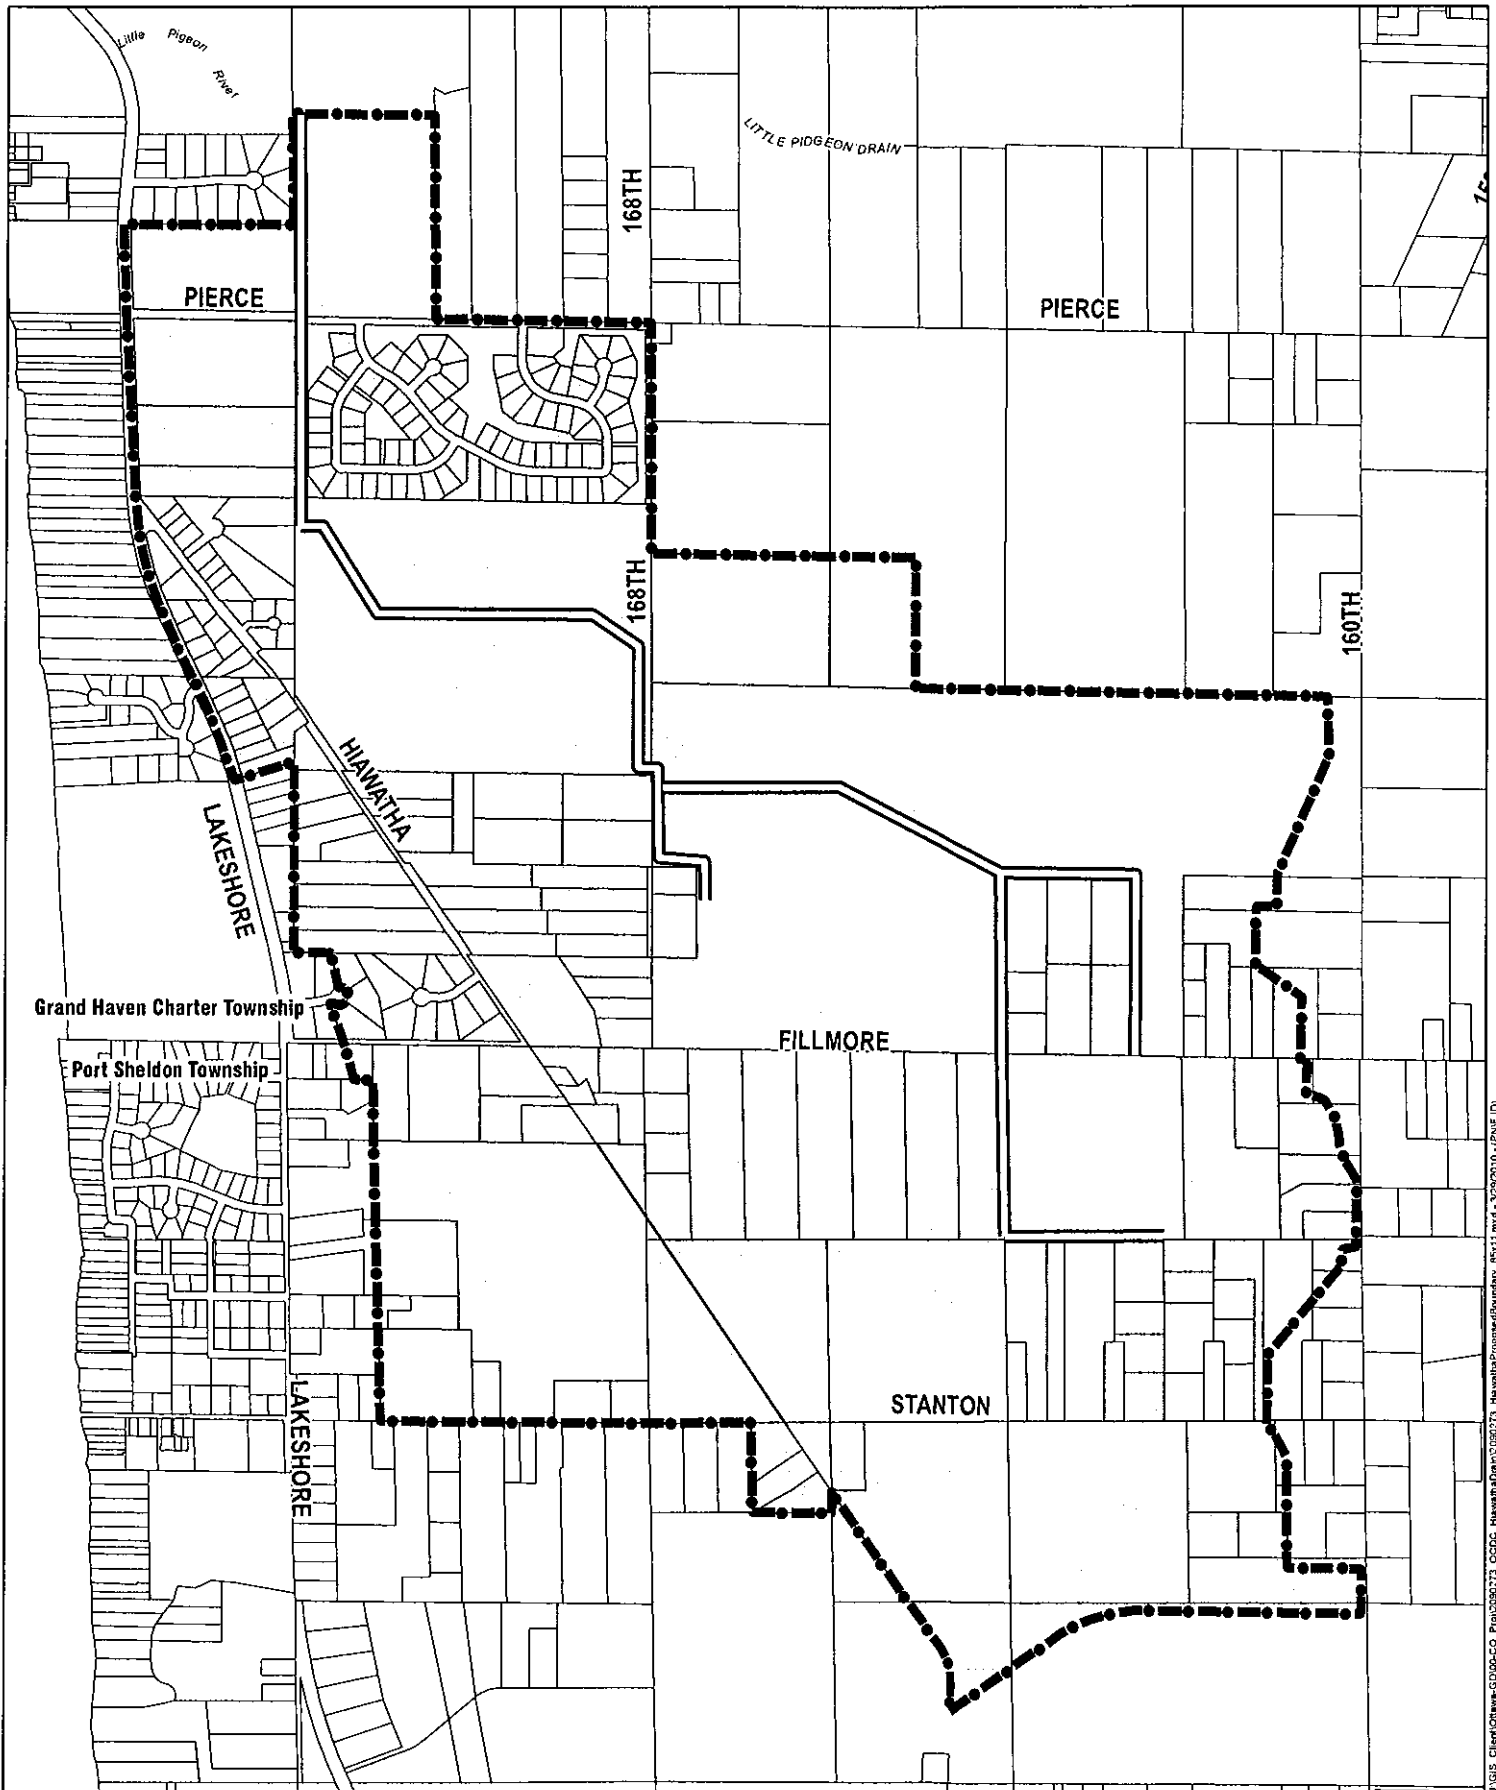 Little Pigeon River
LITTLE PIDGEON DRAIN
168TH
PIERCE
PIERCE
168TH
160TH
HIAWATHA
LAKESHORE
Grand Haven Charter Township
FILLMORE
Port Sheldon Township
STANTON
LAKESHORE